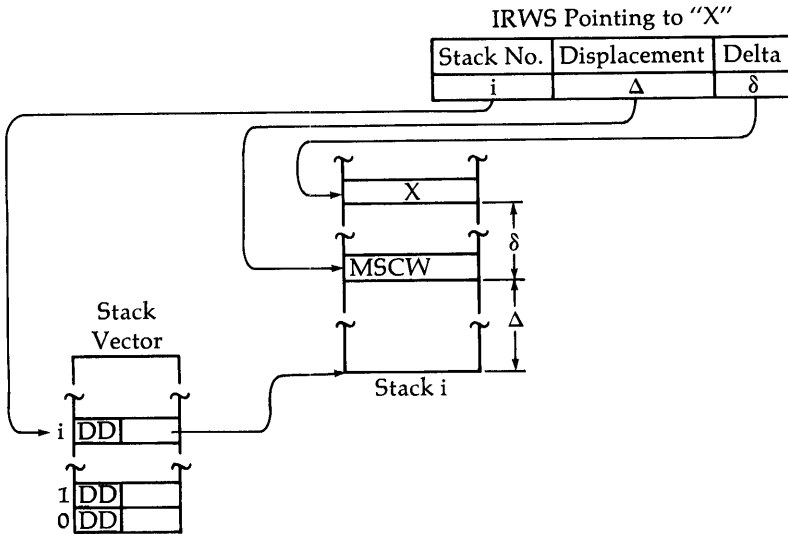 IRWS Pointing to “X”
Stack No. Displacement Delta
i Δ δ
X
δ
MSCW
Δ
Stack i
Stack
Vector
i DD
1 DD
0 DD